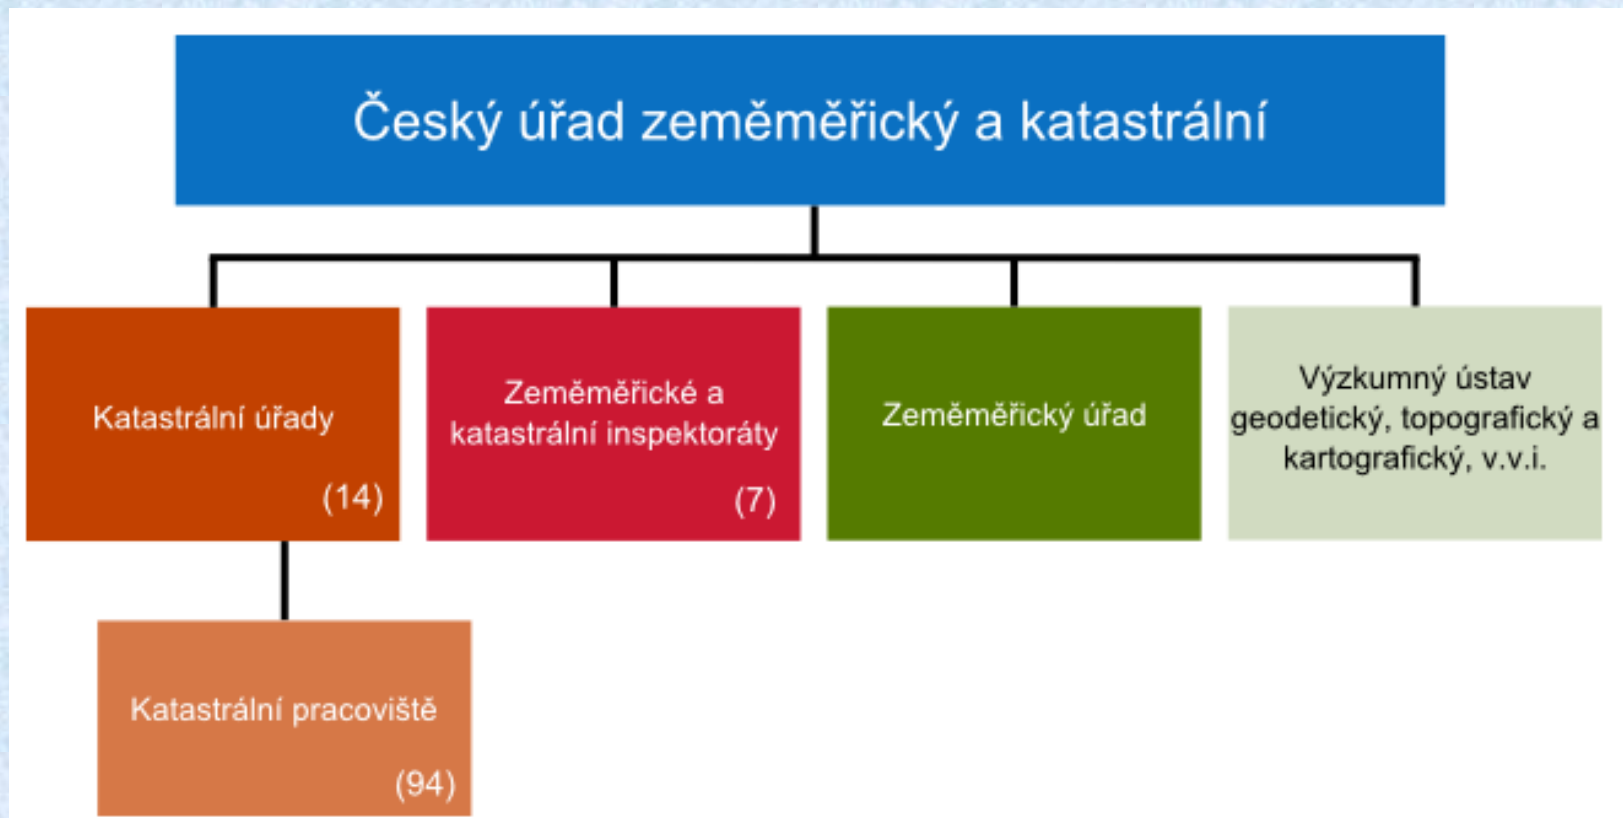 Český úřad zeměměřický a katastrální
Katastrální úřady
(14)
Zeměměřické a
katastrální inspektoráty
(7)
Zeměměřický úřad
Výzkumný ústav
geodetický, topografický a
kartografický, v.v.i.
Katastrální pracoviště
(94)